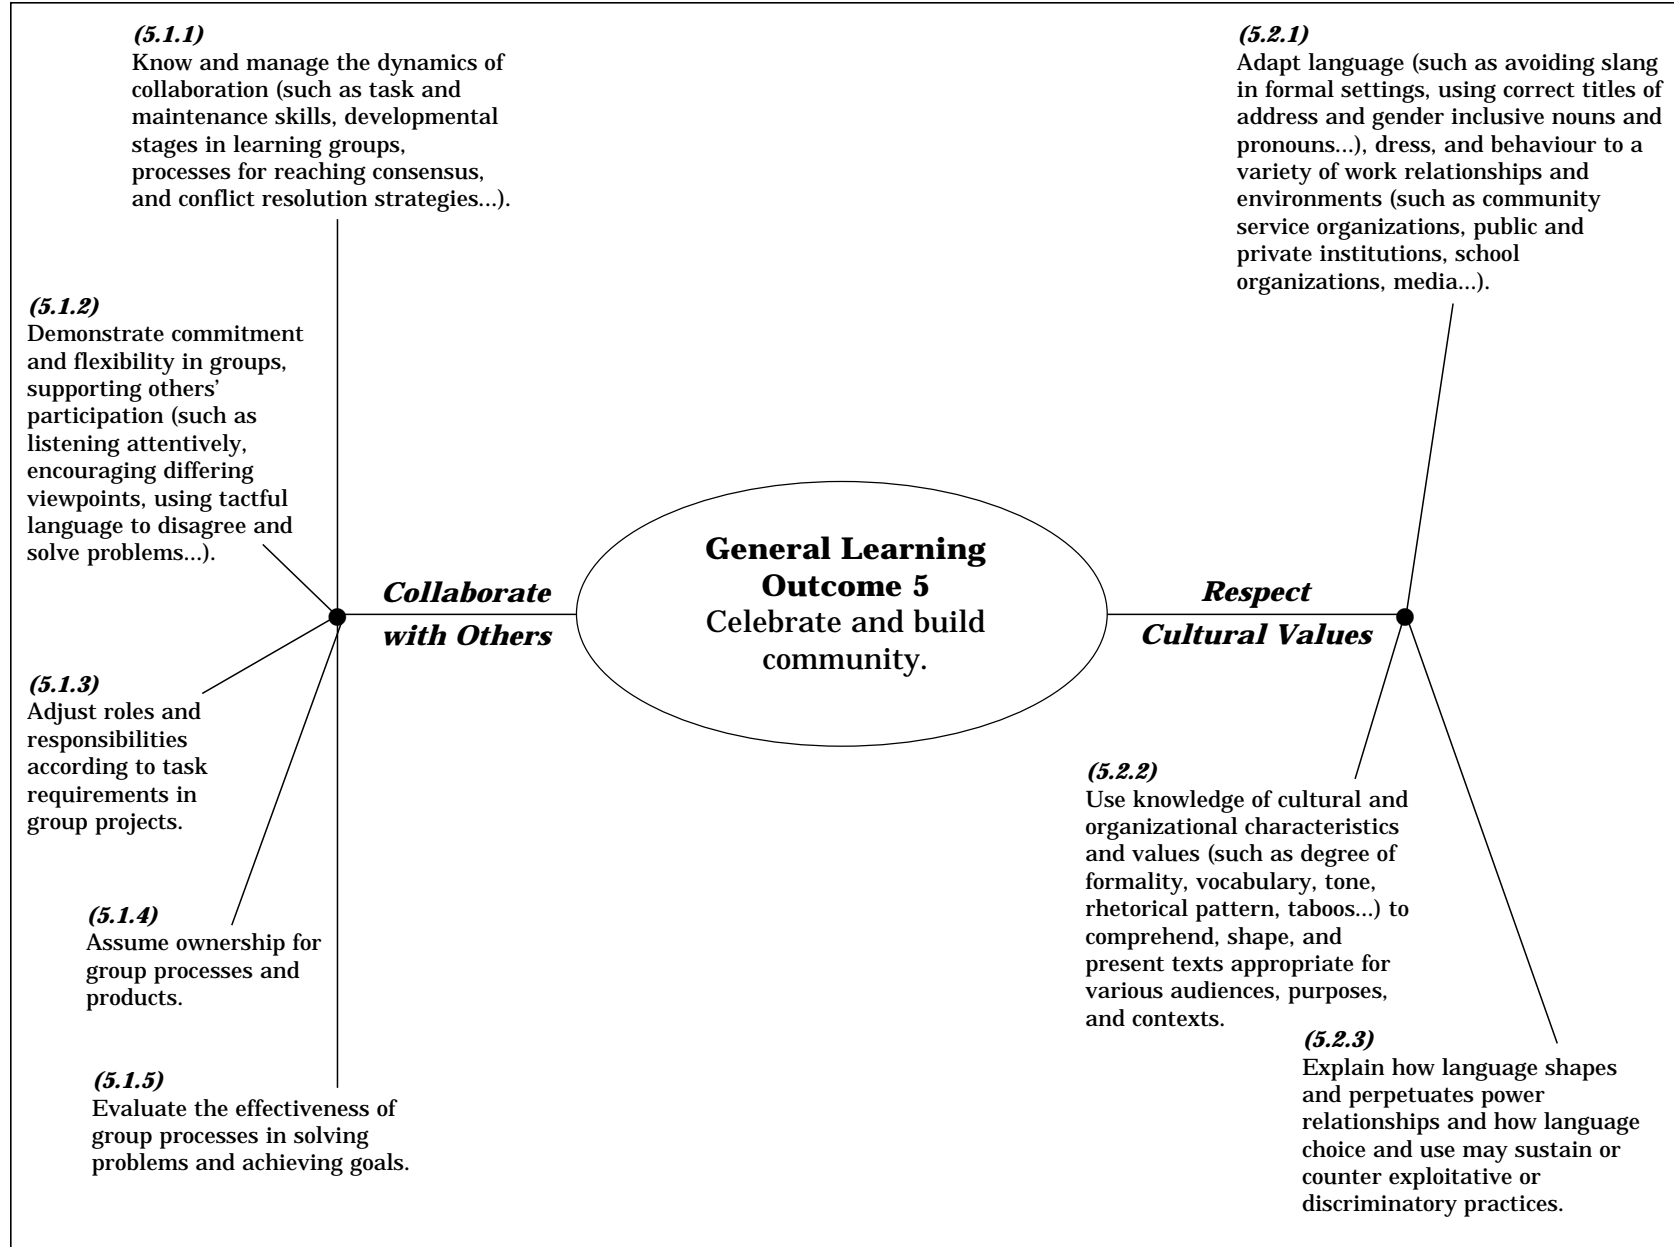 (5.1.1)
Know and manage the dynamics of
collaboration (such as task and
maintenance skills, developmental
stages in learning groups,
processes for reaching consensus,
and conflict resolution strategies...).
(5.1.2)
Demonstrate commitment
and flexibility in groups,
supporting others’
participation (such as
listening attentively,
encouraging differing
viewpoints, using tactful
language to disagree and
solve problems...).
Collaborate
with Others
(5.1.3)
Adjust roles and
responsibilities
according to task
requirements in
group projects.
(5.1.4)
Assume ownership for
group processes and
products.
(5.1.5)
Evaluate the effectiveness of
group processes in solving
problems and achieving goals.
General Learning
Outcome 5
Celebrate and build
community.
Respect
Cultural Values
(5.2.1)
Adapt language (such as avoiding slang
in formal settings, using correct titles of
address and gender inclusive nouns and
pronouns...), dress, and behaviour to a
variety of work relationships and
environments (such as community
service organizations, public and
private institutions, school
organizations, media...).
(5.2.2)
Use knowledge of cultural and
organizational characteristics
and values (such as degree of
formality, vocabulary, tone,
rhetorical pattern, taboos...) to
comprehend, shape, and
present texts appropriate for
various audiences, purposes,
and contexts.
(5.2.3)
Explain how language shapes
and perpetuates power
relationships and how language
choice and use may sustain or
counter exploitative or
discriminatory practices.